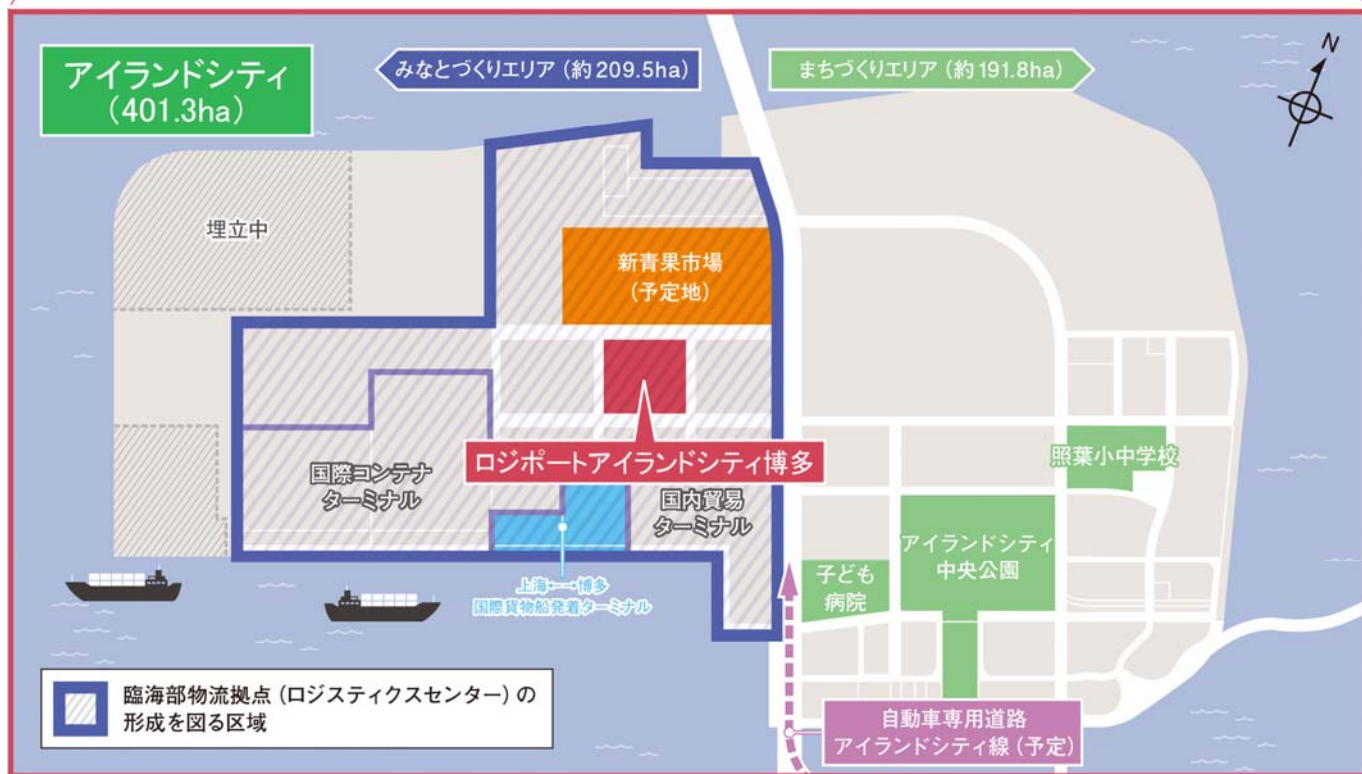 アイランドシティ
(401.3ha)
みなとづくりエリア（約209.5ha）
まちづくりエリア（約191.8ha）
N
埋立中
新青果市場
（予定地）
ロジポートアイランドシティ博多
国際コンテナ
ターミナル
国内貿易
ターミナル
照葉小中学校
アイランドシティ
中央公園
子ども
病院
上海←→博多
国際貨物船発着ターミナル
臨海部物流拠点（ロジスティクスセンター）の
形成を図る区域
自動車専用道路
アイランドシティ線（予定）